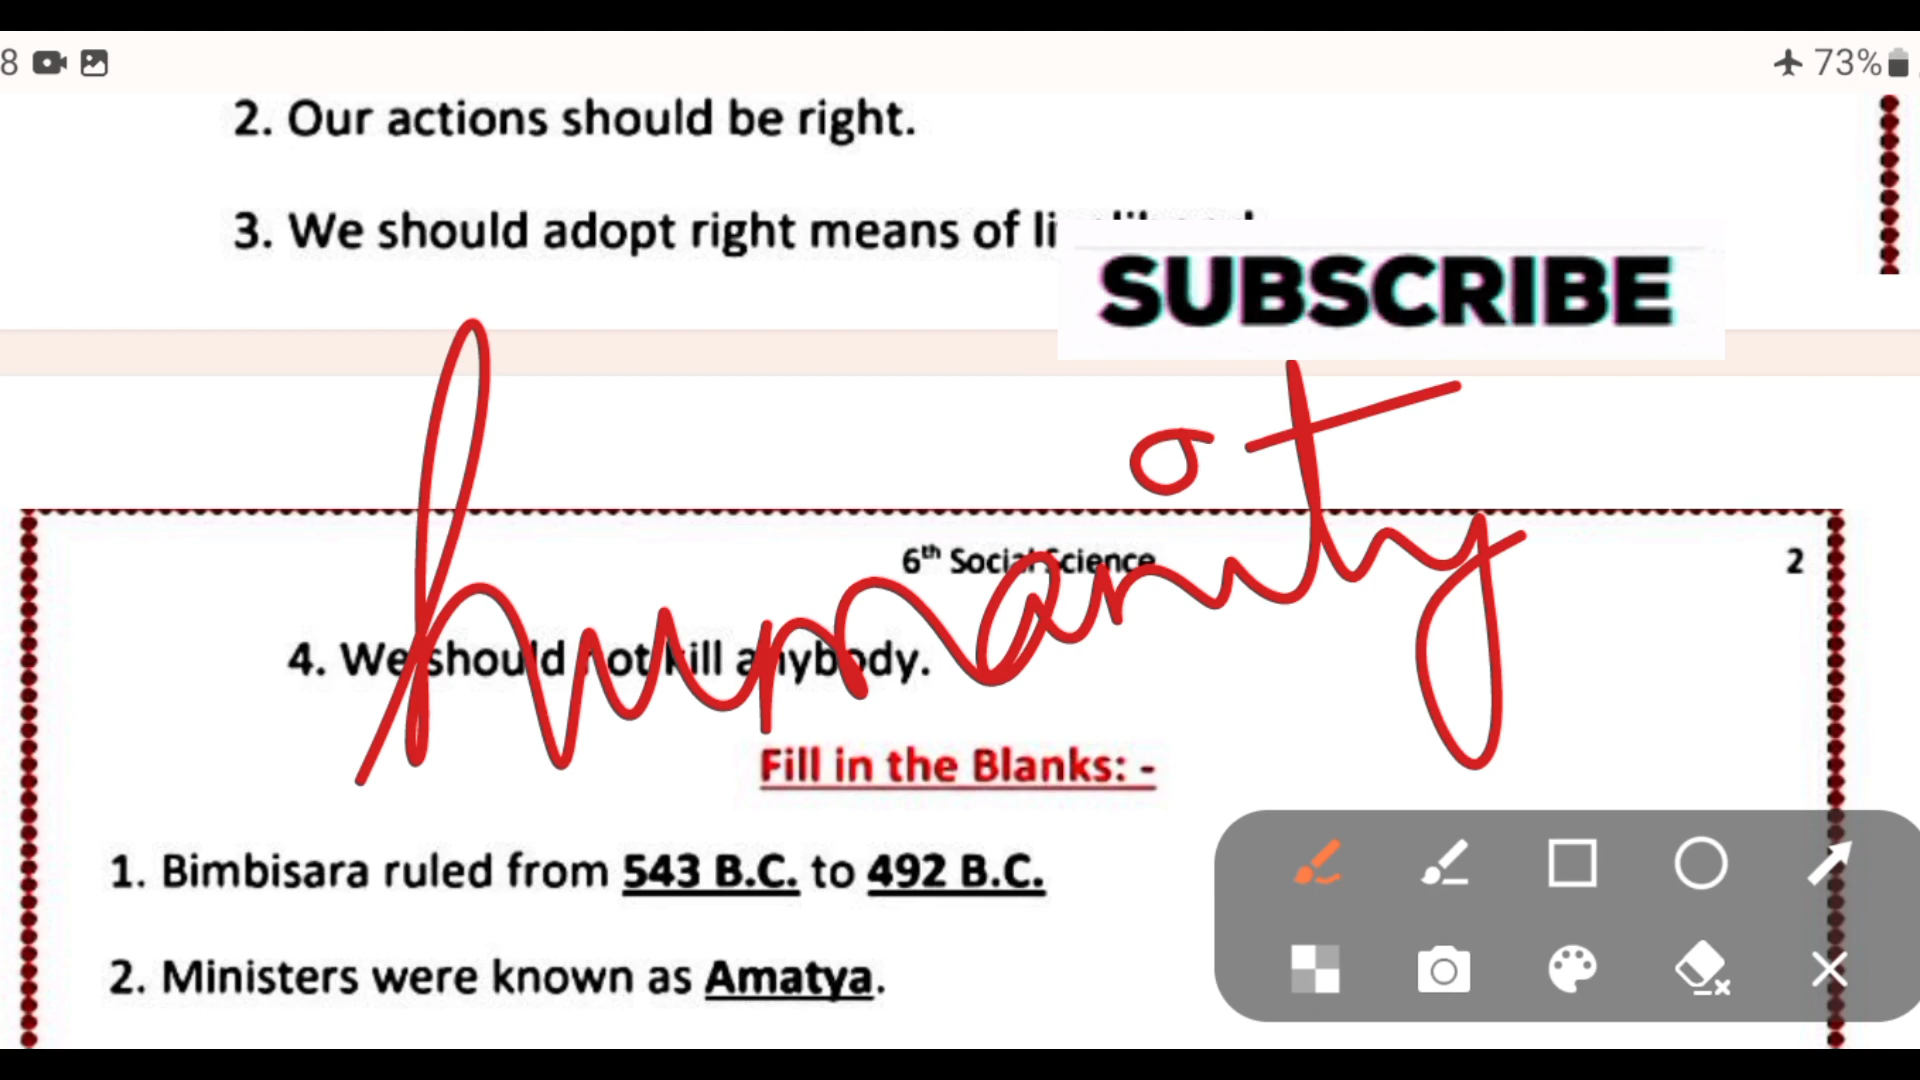 8 73%
2. Our actions should be right.
3. We should adopt right means of
SUBSCRIBE
humanity
6th Social Science 2
4. We should not kill anybody.
Fill in the Blanks: -
1. Bimbisara ruled from 543 B.C. to 492 B.C.
2. Ministers were known as Amatya.